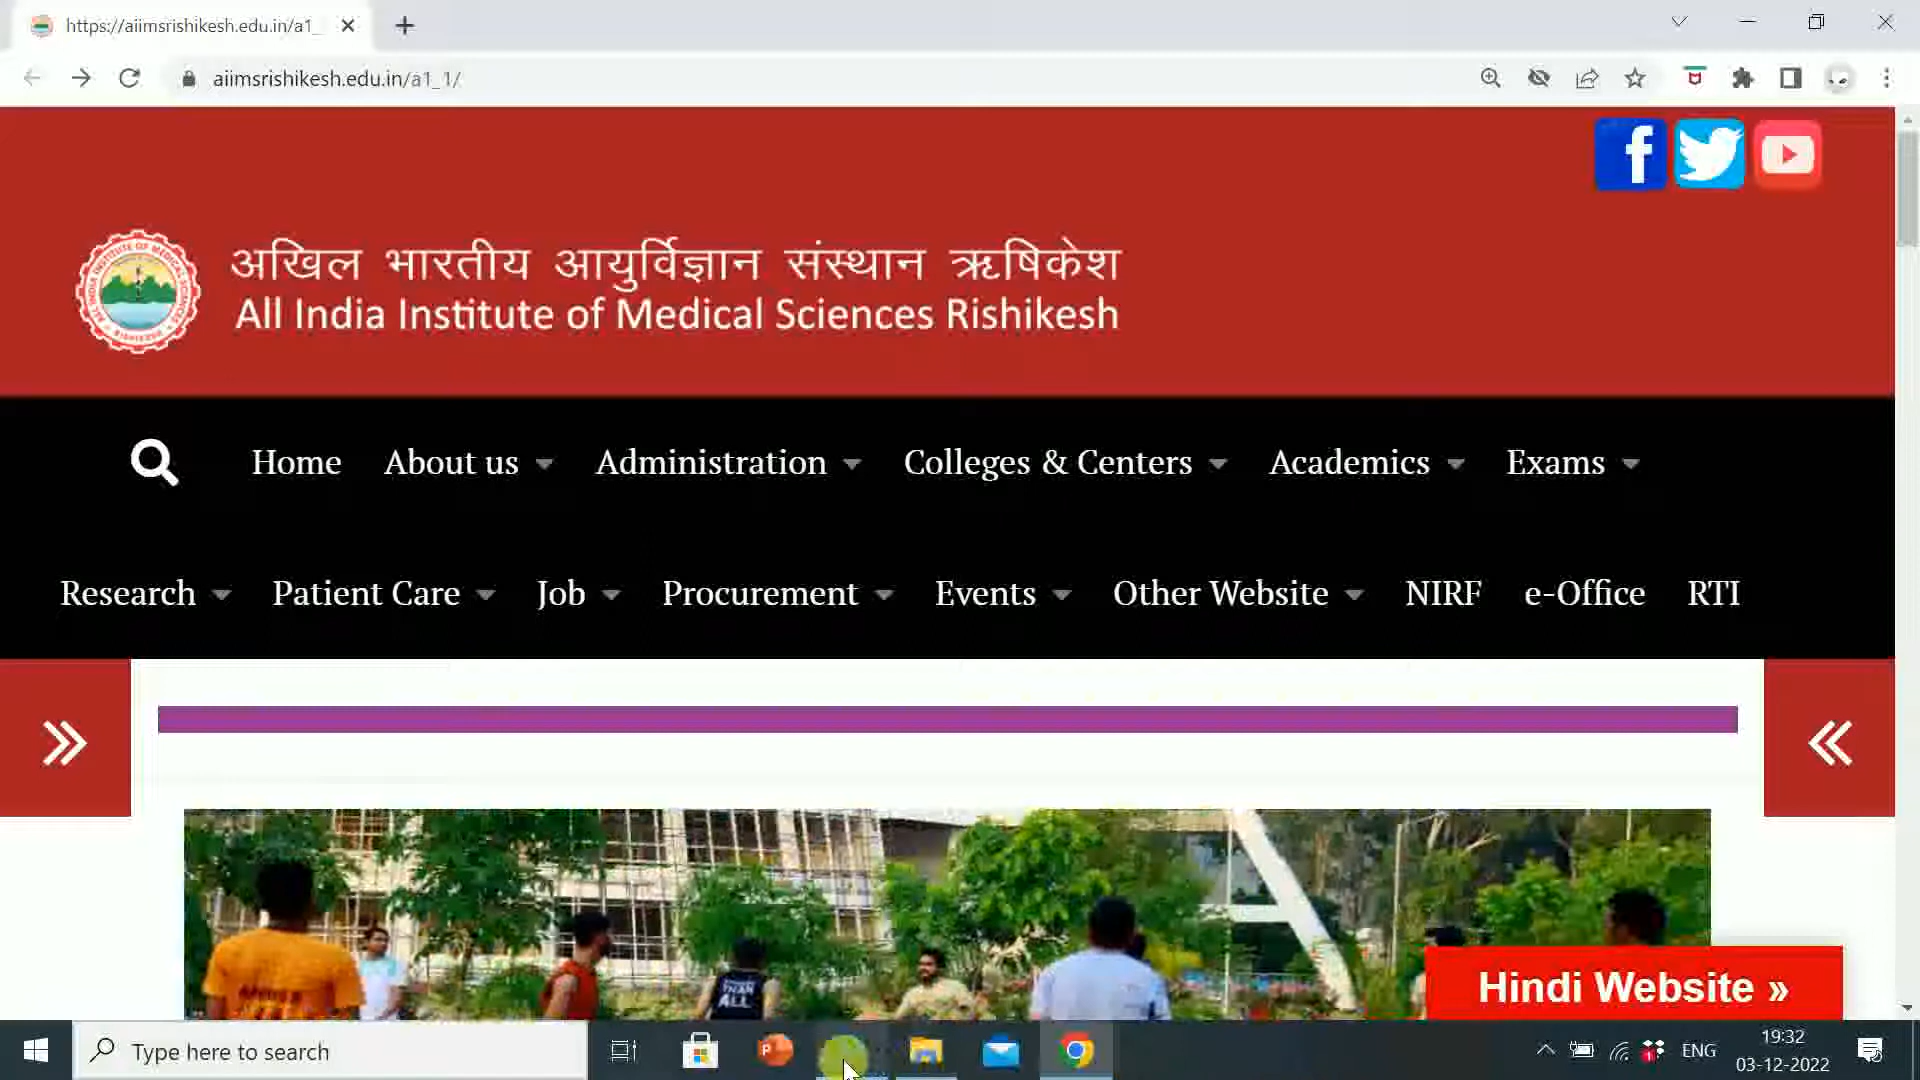 https://aiimsrishikesh.edu.in/a1_
aiimsrishikesh.edu.in/a1_1/
अखिल भारतीय आयुर्विज्ञान संस्थान ऋषिकेश
All India Institute of Medical Sciences Rishikesh
Home About us Administration Colleges & Centers Academics Exams
Research Patient Care Job Procurement Events Other Website NIRF e-Office RTI
THAN
ALL
Hindi Website »
Type here to search
ENG
19:32
03-12-2022